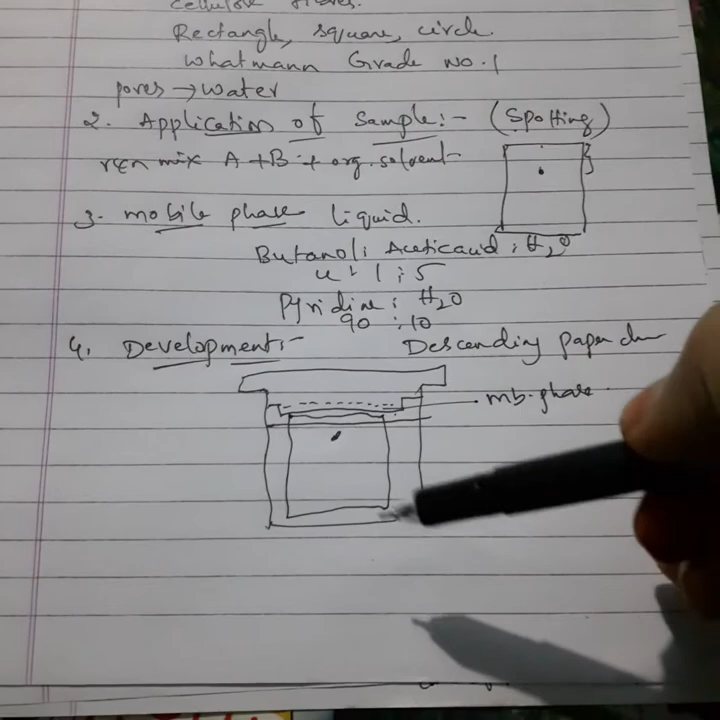 Cellulose
Rectangle, square, circle.
Whatmann Grade No. 1
pores → water
2. Application of Sample:- (Spotting)
rxn mix A + B + org. solvent
3. mobile phase liquid.
Butanol : Aceticacid : H2O
4 : 1 : 5
Pyridine : H2O
90 : 10
4. Development:- Descending paper
mb. phase